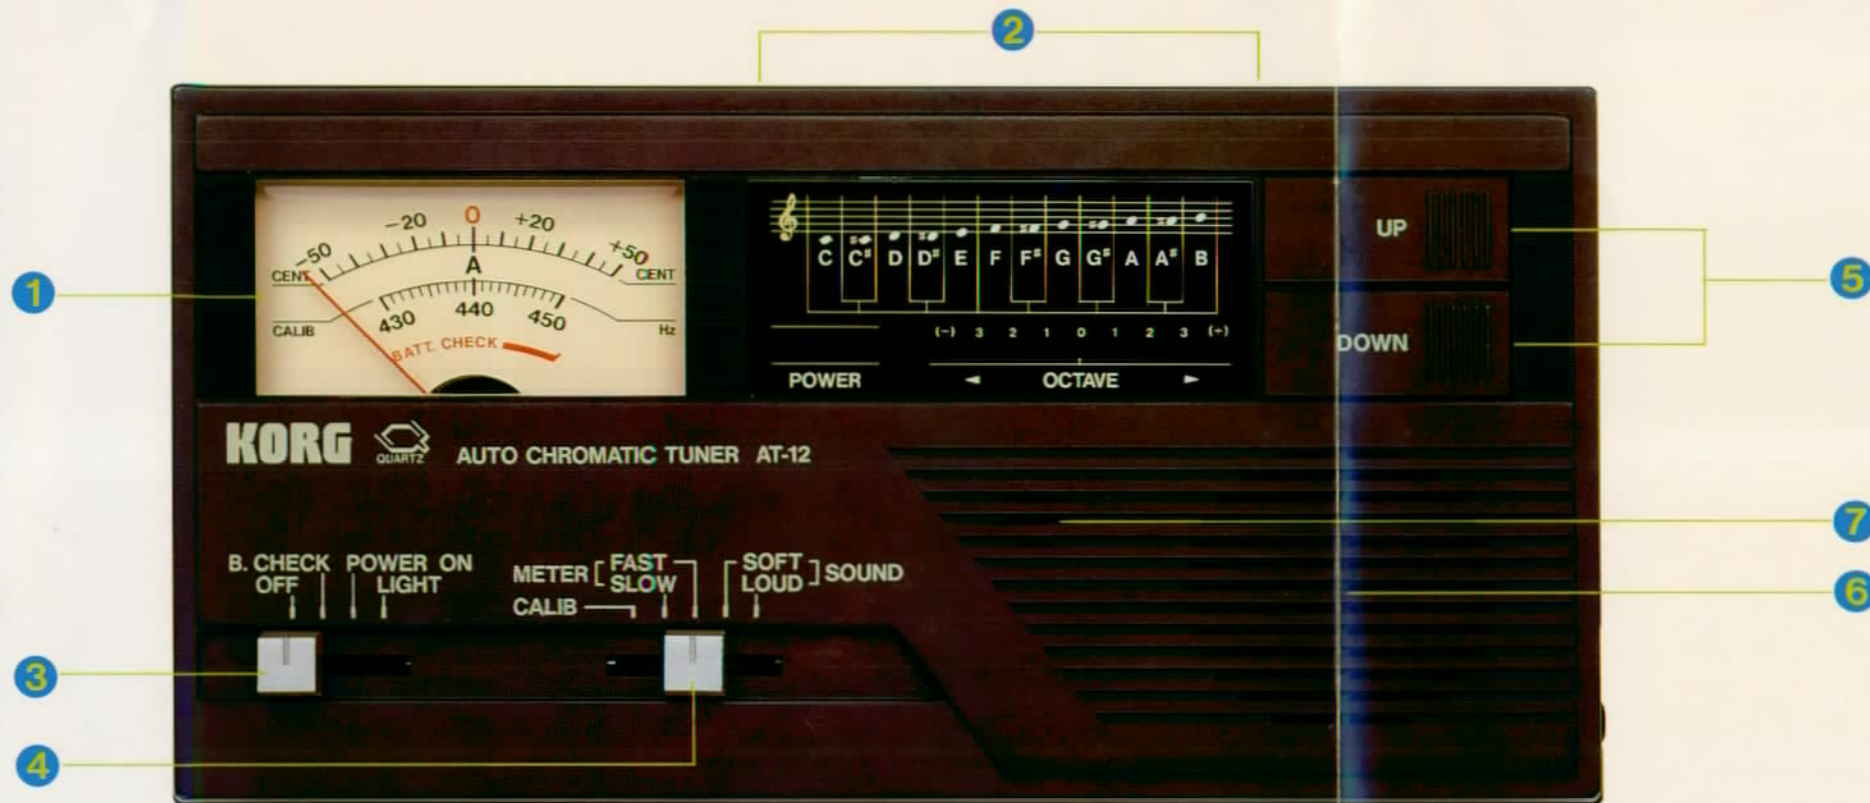 2
-50 -20 0 +20 +50
CENT CENT
A
430 440 450
CALIB Hz
BATT. CHECK
C C# D D# E F F# G G# A A# B
(-) 3 2 1 0 1 2 3 (+)
POWER ◄ OCTAVE ►
UP
DOWN
1
5
KORG QUARTZ AUTO CHROMATIC TUNER AT-12
7
B. CHECK POWER ON
OFF LIGHT
METER [ FAST
SLOW
CALIB
SOFT ] SOUND
LOUD
6
3
4